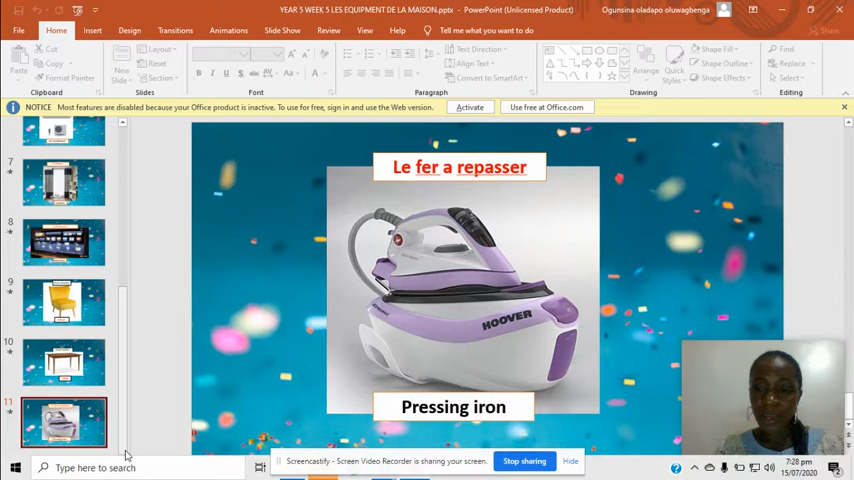 YEAR 5 WEEK 5 LES EQUIPMENT DE LA MAISON.pptx - PowerPoint (Unlicensed Product)
Ogunsina oladapo oluwagbenga
File Home Insert Design Transitions Animations Slide Show Review View Help Tell me what you want to do Share
Cut
Copy
Format Painter
Paste
Clipboard
New Slide
Layout
Reset
Section
Slides
Font
Text Direction
Align Text
Convert to SmartArt
Paragraph
Arrange
Quick Styles
Shape Fill
Shape Outline
Shape Effects
Drawing
Find
Replace
Select
Editing
NOTICE Most features are disabled because your Office product is inactive. To use for free, sign in and use the Web version. Activate Use free at Office.com
7
8
9
10
11
Le fer a repasser
HOOVER
Pressing iron
Screencastify - Screen Video Recorder is sharing your screen. Stop sharing Hide
Type here to search
7:28 pm
15/07/2020
2